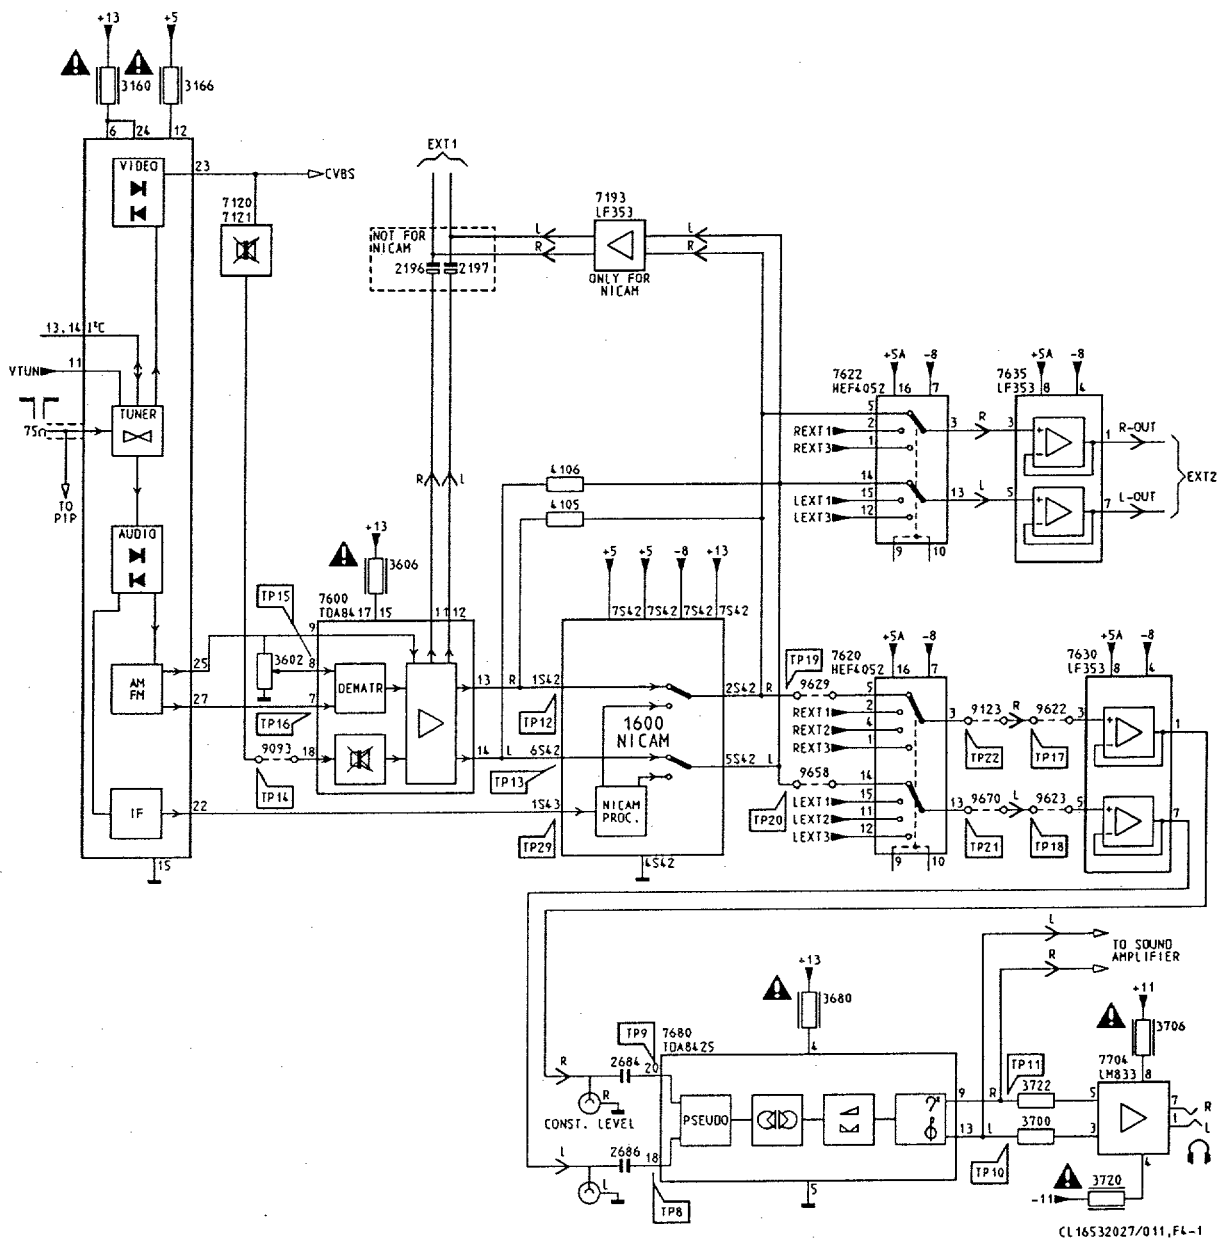 +13
+5
3160
3166
6
24
12
VIDEO
23
CVBS
7120
7121
EXT1
NOT FOR
NICAM
2196
2197
L
R
7193
LF353
ONLY FOR
NICAM
L
R
13,14 I²C
VTUN
11
TUNER
75Ω
TO
PIP
AUDIO
AM
FM
25
27
IF
22
15
+5A
-8
7622
HEF4052
16
7
5
REXT1
2
REXT3
1
3
R
14
LEXT1
15
LEXT3
12
13
L
9
10
+5A
-8
7635
LF353
8
4
3
+
-
1
R-OUT
5
+
-
7
L-OUT
EXT2
R
L
4106
4105
+13
3606
TP15
7600
TDA84
17
15
11
12
9
3602
8
DEMATR
7
TP16
9093
18
TP14
13
R
14
L
+5
+5
-8
+13
7S42
7S42
7S42
7S42
1S42
TP12
1600
NICAM
6S42
TP13
1S43
TP29
NICAM
PROC.
2S42
R
5S42
L
4S42
TP19
9629
9658
TP20
+5A
-8
7620
HEF4052
16
7
5
REXT1
2
REXT2
4
REXT3
1
3
14
LEXT1
15
LEXT2
11
LEXT3
12
13
9
10
9123
R
9622
TP22
TP17
9670
L
9623
TP21
TP18
+5A
-8
7630
LF353
8
4
3
+
-
1
5
+
-
7
L
R
TO SOUND
AMPLIFIER
+13
3680
4
TP9
7680
TDA8425
R
2684
20
R
CONST. LEVEL
L
2686
18
L
TP8
PSEUDO
5
9
R
13
L
TP11
3722
3700
TP10
+11
3706
7704
LM833
8
5
3
7
R
1
L
4
3720
-11
CL16532027/011,F4-1